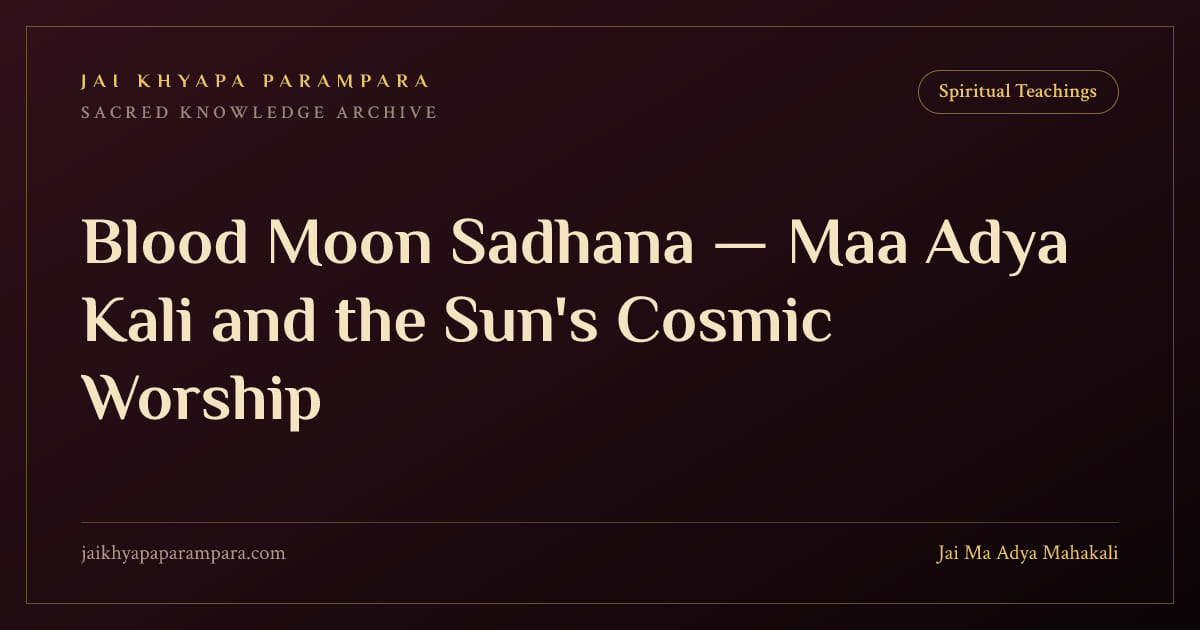 JAI KHYAPA PARAMPARA
SACRED KNOWLEDGE ARCHIVE
Spiritual Teachings
Blood Moon Sadhana — Maa Adya
Kali and the Sun's Cosmic
Worship
jaikhyapaparampara.com
Jai Ma Adya Mahakali